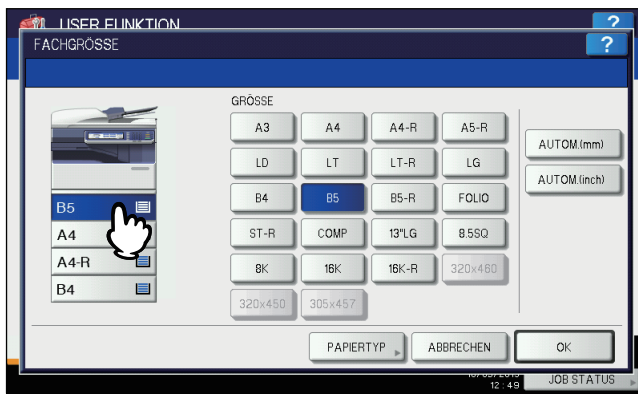 USER FUNKTION
?
FACHGRÖSSE
?
GRÖSSE
A3 A4 A4-R A5-R
AUTOM.(mm)
LD LT LT-R LG
AUTOM.(inch)
B4 B5 B5-R FOLIO
ST-R COMP 13"LG 8.5SQ
8K 16K 16K-R 320x460
320x450 305x457
B5
A4
A4-R
B4
PAPIERTYP ABBRECHEN OK
12:49
JOB STATUS